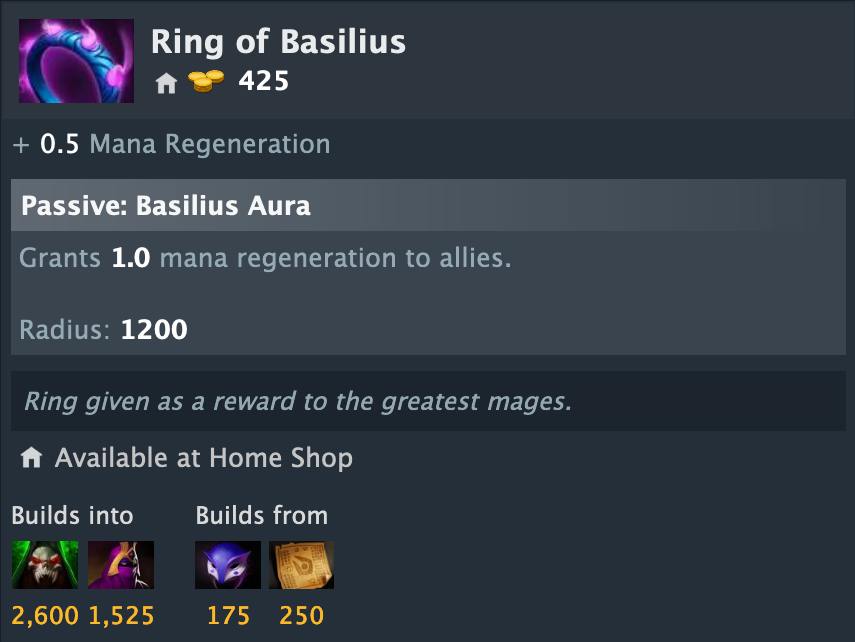 Ring of Basilius
425
+ 0.5 Mana Regeneration
Passive: Basilius Aura
Grants 1.0 mana regeneration to allies.
Radius: 1200
Ring given as a reward to the greatest mages.
Available at Home Shop
Builds into Builds from
2,600 1,525 175 250